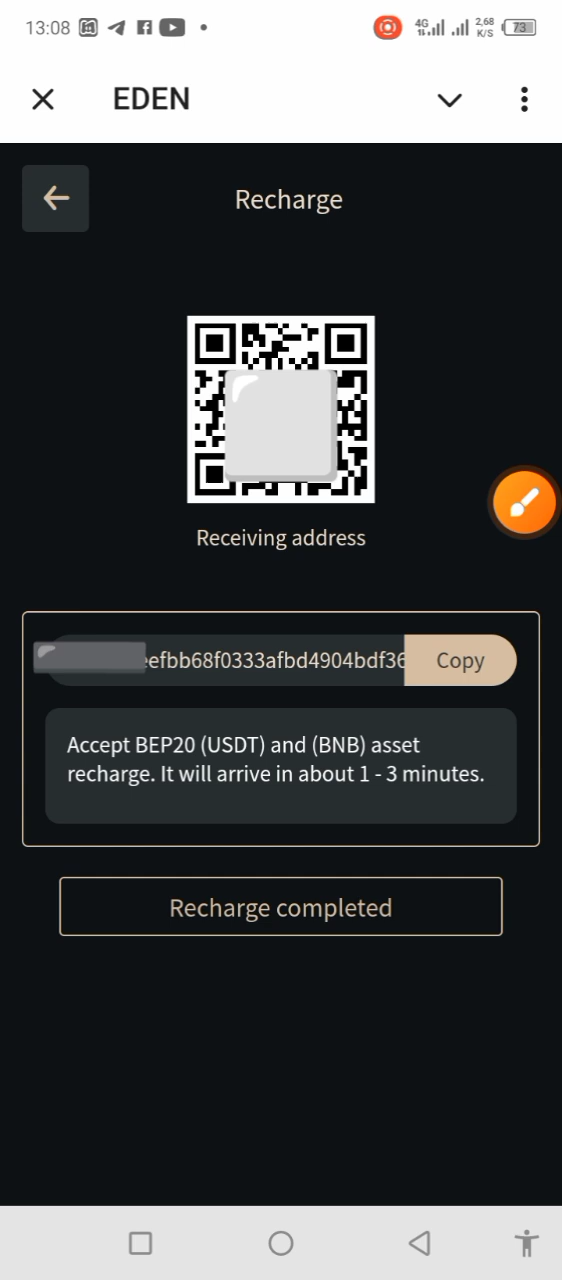 13:08
4G
2,68
K/S
73
EDEN
Recharge
Receiving address
eefbb68f0333afbd4904bdf36
Copy
Accept BEP20 (USDT) and (BNB) asset
recharge. It will arrive in about 1 - 3 minutes.
Recharge completed